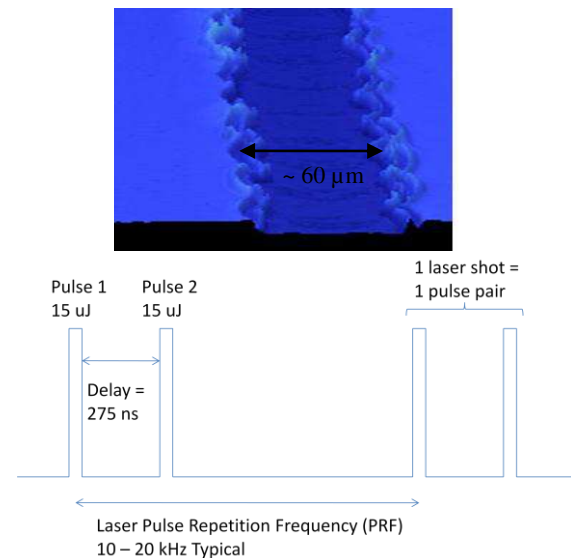 ~ 60 µm
1 laser shot =
1 pulse pair
Pulse 1
15 uJ
Pulse 2
15 uJ
Delay =
275 ns
Laser Pulse Repetition Frequency (PRF)
10 – 20 kHz Typical